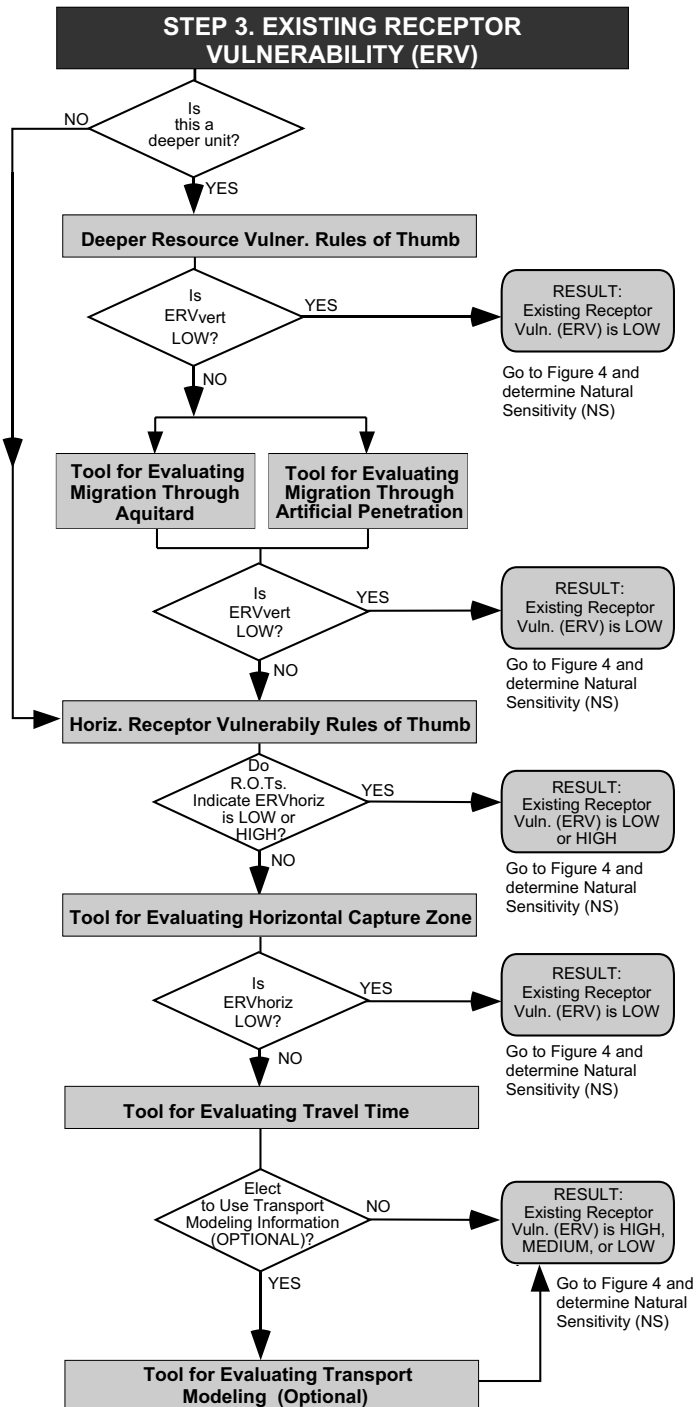 STEP 3. EXISTING RECEPTOR
VULNERABILITY (ERV)
Is
this a
deeper unit?
NO
YES
Deeper Resource Vulner. Rules of Thumb
Is
ERVvert
LOW?
YES
RESULT:
Existing Receptor
Vuln. (ERV) is LOW
Go to Figure 4 and
determine Natural
Sensitivity (NS)
NO
Tool for Evaluating
Migration Through
Aquitard
Tool for Evaluating
Migration Through
Artificial Penetration
Is
ERVvert
LOW?
YES
RESULT:
Existing Receptor
Vuln. (ERV) is LOW
Go to Figure 4 and
determine Natural
Sensitivity (NS)
NO
Horiz. Receptor Vulnerabily Rules of Thumb
Do
R.O.Ts.
Indicate ERVhoriz
is LOW or
HIGH?
YES
RESULT:
Existing Receptor
Vuln. (ERV) is LOW
or HIGH
Go to Figure 4 and
determine Natural
Sensitivity (NS)
NO
Tool for Evaluating Horizontal Capture Zone
Is
ERVhoriz
LOW?
YES
RESULT:
Existing Receptor
Vuln. (ERV) is LOW
Go to Figure 4 and
determine Natural
Sensitivity (NS)
NO
Tool for Evaluating Travel Time
Elect
to Use Transport
Modeling Information
(OPTIONAL)?
NO
RESULT:
Existing Receptor
Vuln. (ERV) is HIGH,
MEDIUM, or LOW
Go to Figure 4 and
determine Natural
Sensitivity (NS)
YES
Tool for Evaluating Transport
Modeling (Optional)